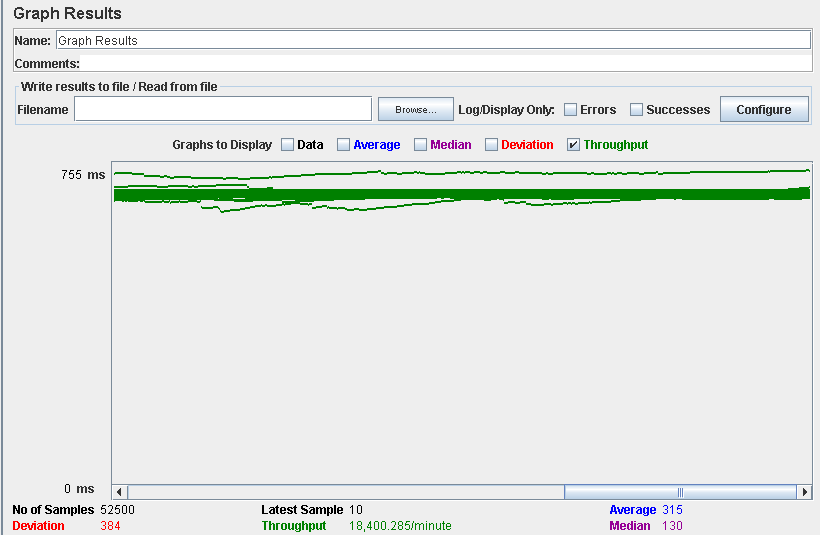 Graph Results
Name: Graph Results
Comments:
Write results to file / Read from file
Filename Browse... Log/Display Only: Errors Successes Configure
Graphs to Display Data Average Median Deviation Throughput
755 ms
0 ms
No of Samples 52500 Latest Sample 10 Average 315
Deviation 384 Throughput 18,400.285/minute Median 130